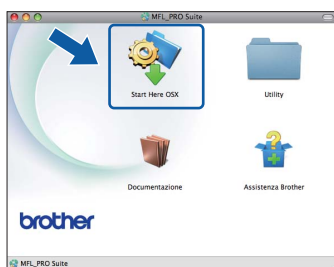 MFL_PRO Suite
Start Here OSX
Utility
Documentazione
Assistenza Brother
brother
MFL_PRO Suite